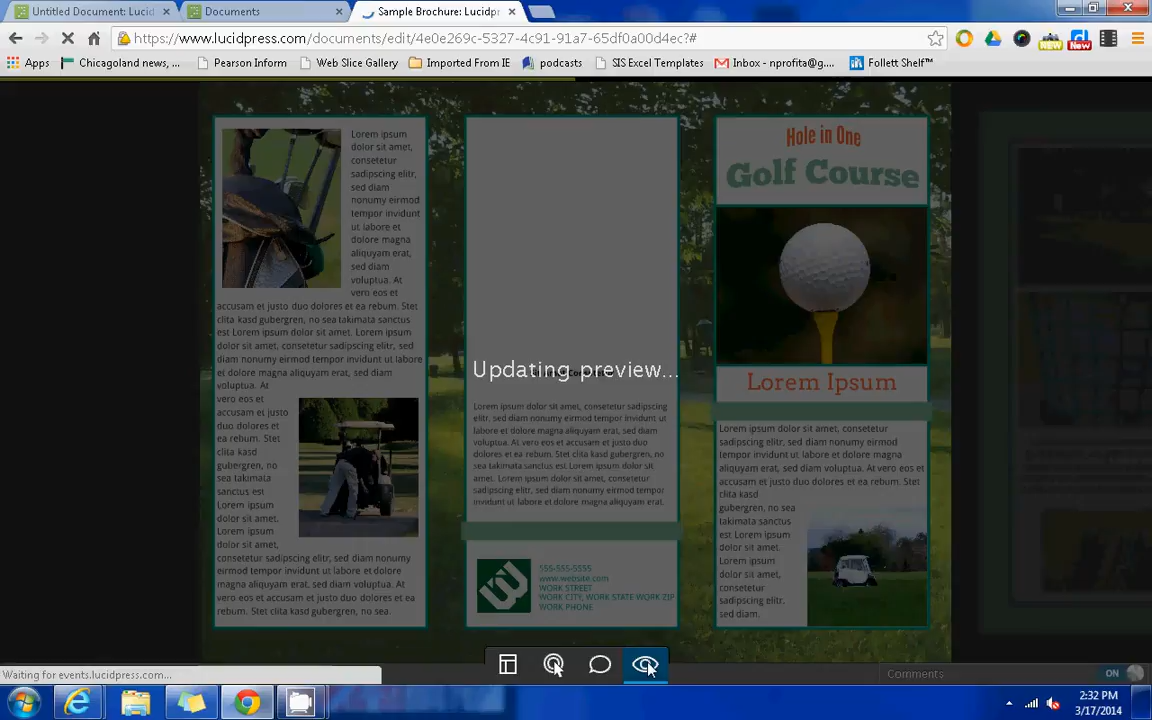 Untitled Document: Lucid
Documents
Sample Brochure: Lucidpr
https://www.lucidpress.com/documents/edit/4e0e269c-5327-4c91-91a7-65df0a00d4ec?#
Apps
Chicagoland news, ...
Pearson Inform
Web Slice Gallery
Imported From IE
podcasts
SIS Excel Templates
Inbox - nprofita@g....
Follett Shelf™
NEW
New
Lorem ipsum
dolor sit amet,
consetetur
sadipscing elitr,
sed diam
nonumy eirmod
tempor invidunt
ut labore et
dolore magna
aliquyam erat,
sed diam
voluptua. At
vero eos et
accusam et justo duo dolores et ea rebum. Stet
clita kasd gubergren, no sea takimata sanctus
est Lorem ipsum dolor sit amet. Lorem ipsum
dolor sit amet, consetetur sadipscing elitr, sed
diam nonumy eirmod tempor invidunt ut labore
et dolore magna aliquyam erat, sed diam
voluptua. At
vero eos et
accusam et
justo duo
dolores et
ea rebum. Stet
clita kasd
gubergren, no
sea takimata
sanctus est
Lorem ipsum
dolor sit amet.
Lorem ipsum
dolor sit amet,
consetetur sadipscing elitr, sed diam nonumy
eirmod tempor invidunt ut labore et dolore
magna aliquyam erat, sed diam voluptua. At
vero eos et accusam et justo duo dolores et ea
rebum. Stet clita kasd gubergren, no sea.
Updating preview...
Lorem ipsum dolor sit amet, consetetur sadipscing
elitr, sed diam nonumy eirmod tempor invidunt ut
labore et dolore magna aliquyam erat, sed diam
voluptua. At vero eos et accusam et justo duo
dolores et ea rebum. Stet clita kasd gubergren, no
sea takimata sanctus est Lorem ipsum dolor sit
amet. Lorem ipsum dolor sit amet, consetetur
sadipscing elitr, sed diam nonumy eirmod tempor
invidunt ut labore et dolore magna aliquyam erat.
555-555-5555
www.website.com
WORK STREET
WORK CITY, WORK STATE WORK ZIP
WORK PHONE
Hole in One
Golf Course
Lorem Ipsum
Lorem ipsum dolor sit amet, consetetur
sadipscing elitr, sed diam nonumy eirmod
tempor invidunt ut labore et dolore magna
aliquyam erat, sed diam voluptua. At vero eos et
accusam et justo duo dolores et ea rebum. Stet
clita kasd
gubergren, no sea
takimata sanctus
est Lorem ipsum
dolor sit amet.
Lorem ipsum
dolor sit amet,
consetetur
sadipscing elitr,
sed diam.
Waiting for events.lucidpress.com...
Comments
ON
2:32 PM
3/17/2014